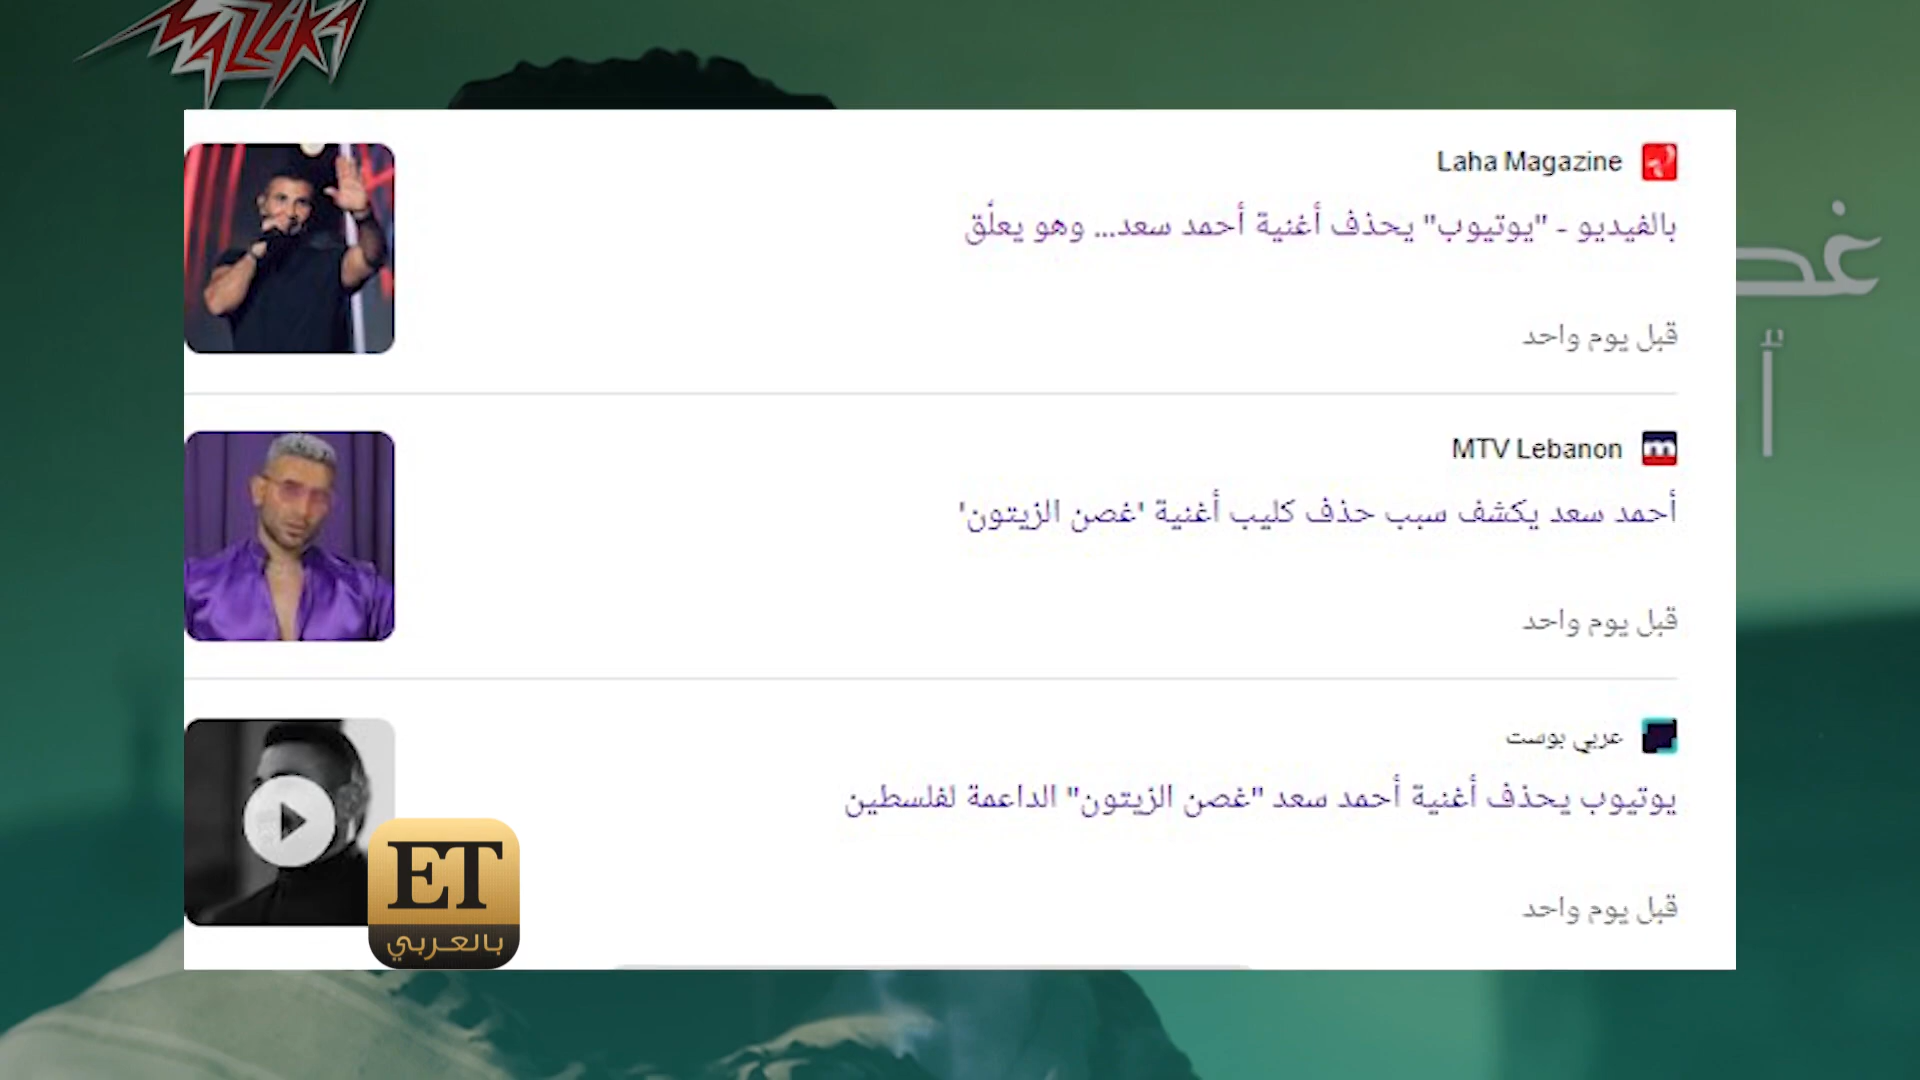 MAZZIKA
Laha Magazine
بالفيديو - "يوتيوب" يحذف أغنية أحمد سعد... وهو يعلّق
قبل يوم واحد
MTV Lebanon
أحمد سعد يكشف سبب حذف كليب أغنية 'غصن الزيتون'
قبل يوم واحد
عربي بوست
يوتيوب يحذف أغنية أحمد سعد "غصن الزيتون" الداعمة لفلسطين
قبل يوم واحد
ET
بالعربي